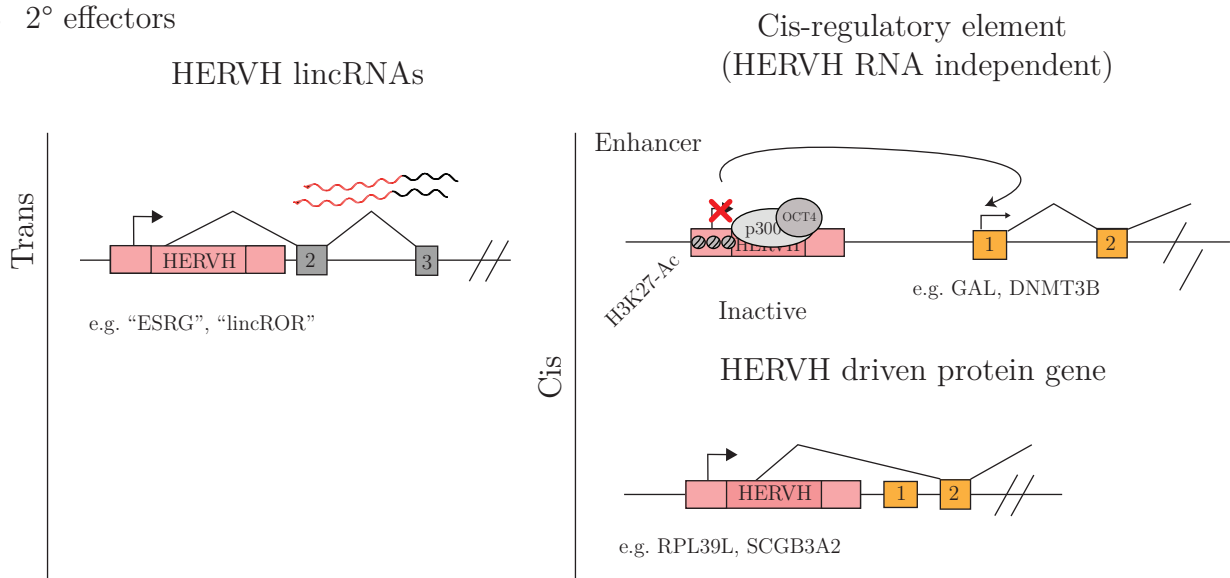 2° effectors
HERVH lincRNAs
Trans
HERVH
2
3
e.g. “ESRG”, “lincROR”
Cis-regulatory element
(HERVH RNA independent)
Cis
Enhancer
p300
OCT4
HERVH
H3K27-Ac
Inactive
1
2
e.g. GAL, DNMT3B
HERVH driven protein gene
HERVH
1
2
e.g. RPL39L, SCGB3A2